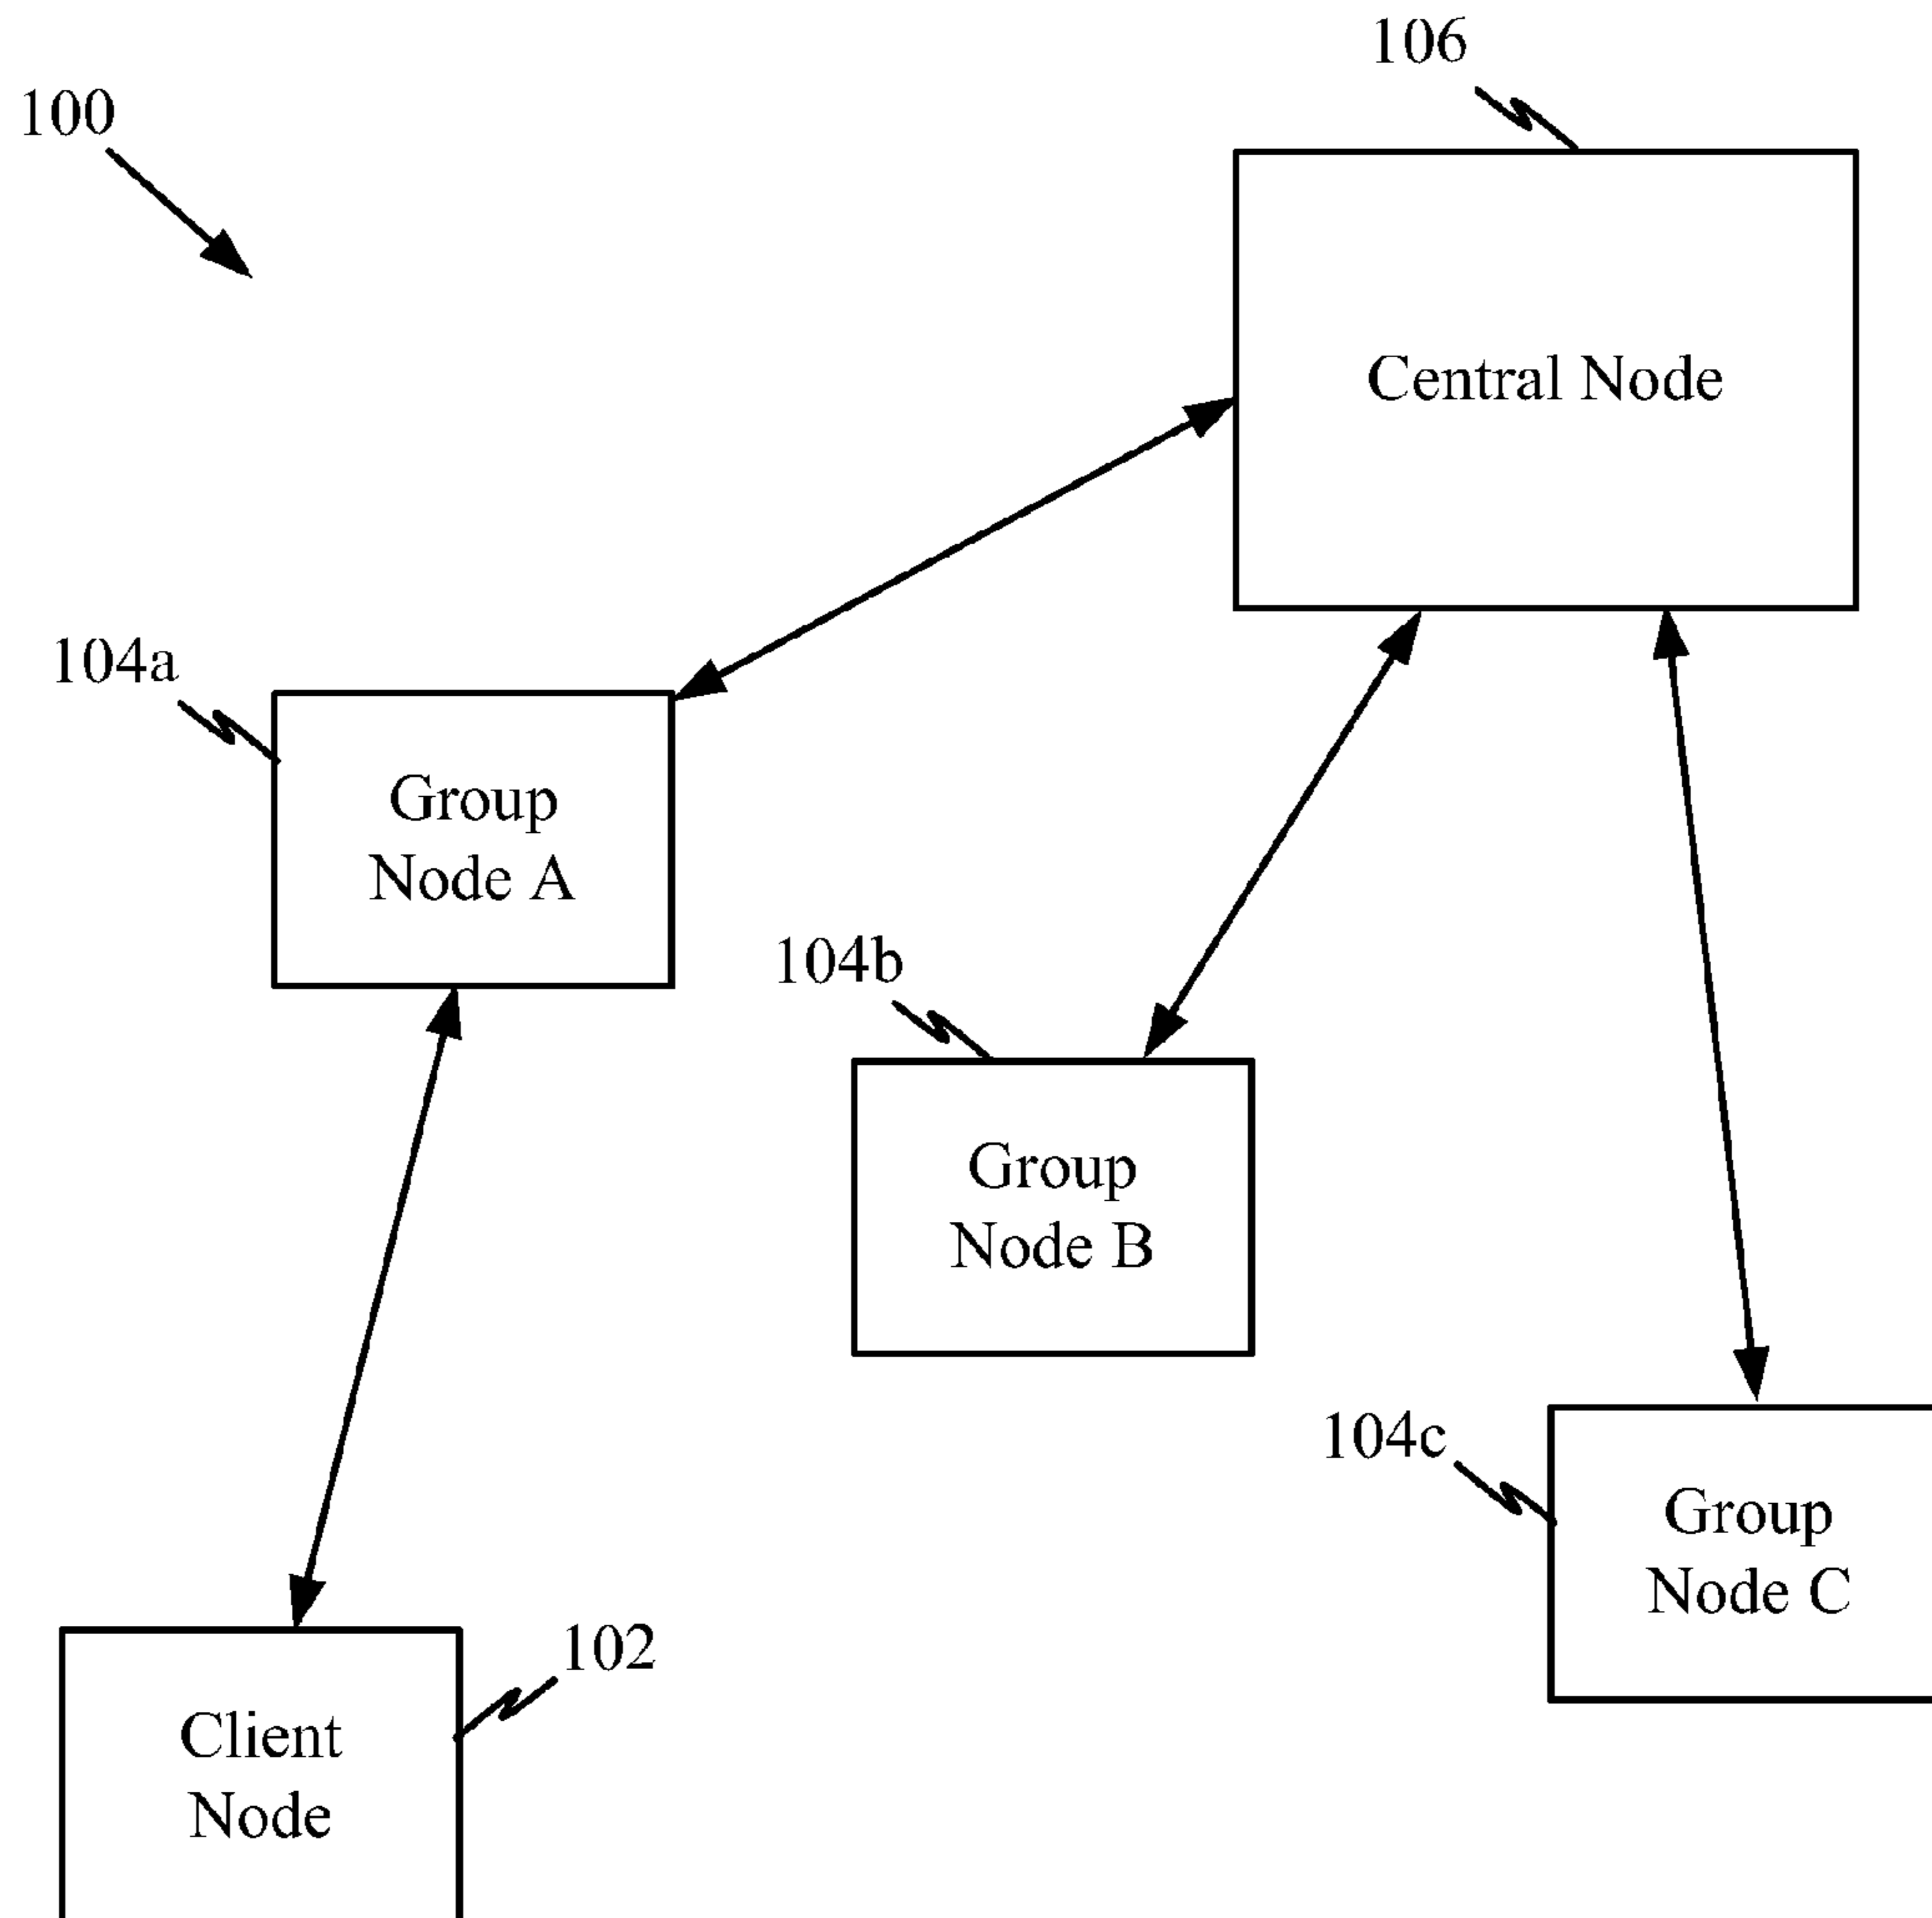 106
100
Central Node
104a
Group
Node A
104b
Group
Node B
104c
Group
Node C
102
Client
Node